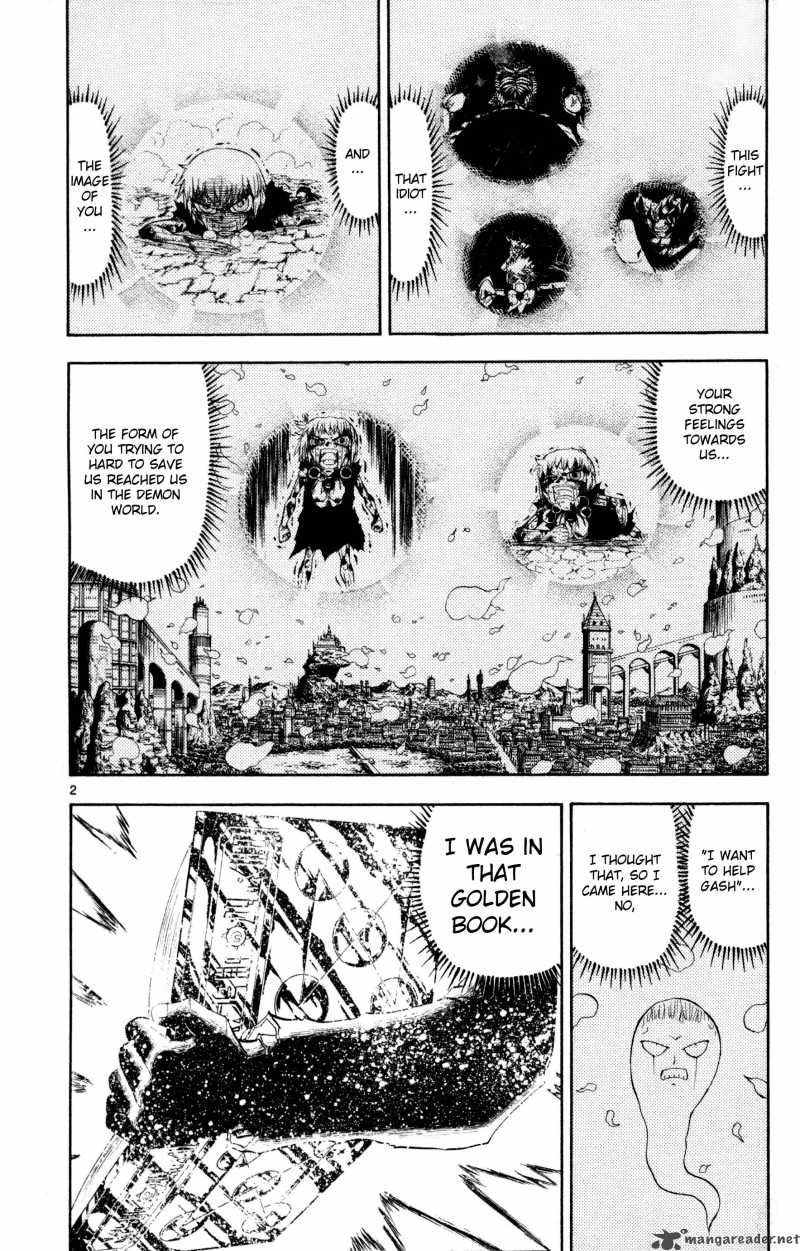 THIS
FIGHT
...
THAT
IDIOT
...
AND
...
THE
IMAGE
OF
YOU
...
YOUR
STRONG
FEELINGS
TOWARDS
US...
THE FORM OF
YOU TRYING TO
HARD TO SAVE
US REACHED US
IN THE DEMON
WORLD.
2
"I WANT
TO HELP
GASH"...
I THOUGHT
THAT, SO I
CAME HERE...
NO,
I WAS IN
THAT
GOLDEN
BOOK...
mangareader.net